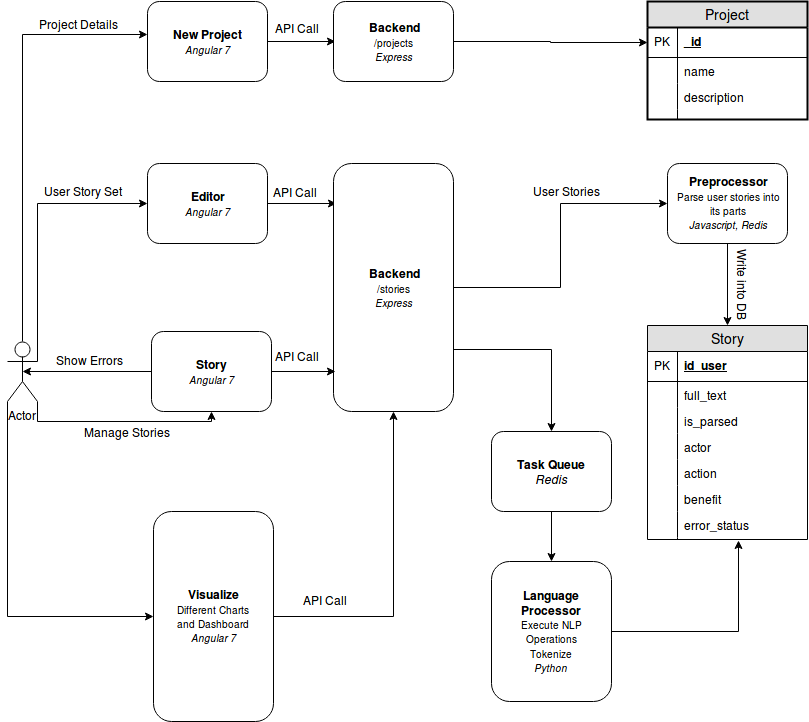 Project Details
New Project
Angular 7
API Call
Backend
/projects
Express
Project
PK
_id
name
description
User Story Set
Editor
Angular 7
API Call
Backend
/stories
Express
User Stories
Preprocessor
Parse user stories into
its parts
Javascript, Redis
Write Into DB
Story
PK
id_user
full_text
is_parsed
actor
action
benefit
error_status
Actor
Show Errors
Story
Angular 7
API Call
Manage Stories
Task Queue
Redis
Visualize
Different Charts
and Dashboard
Angular 7
API Call
Language
Processor
Execute NLP
Operations
Tokenize
Python